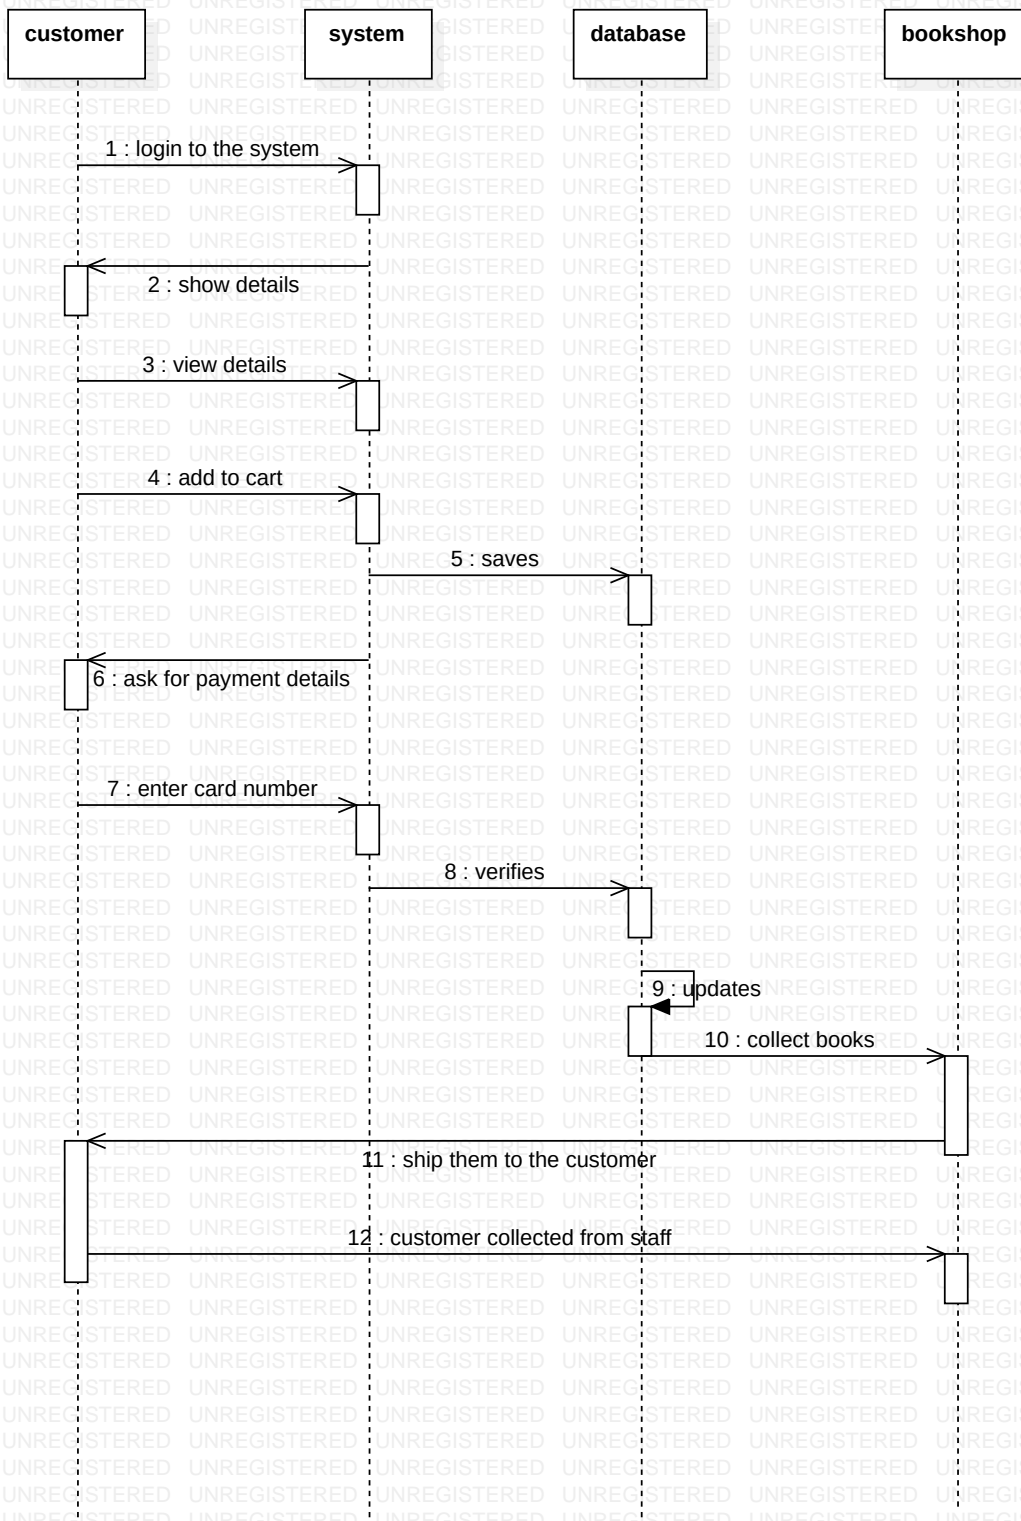 customer system database bookshop
1 : login to the system
2 : show details
3 : view details
4 : add to cart
5 : saves
6 : ask for payment details
7 : enter card number
8 : verifies
9 : updates
10 : collect books
11 : ship them to the customer
12 : customer collected from staff
UNREGISTERED